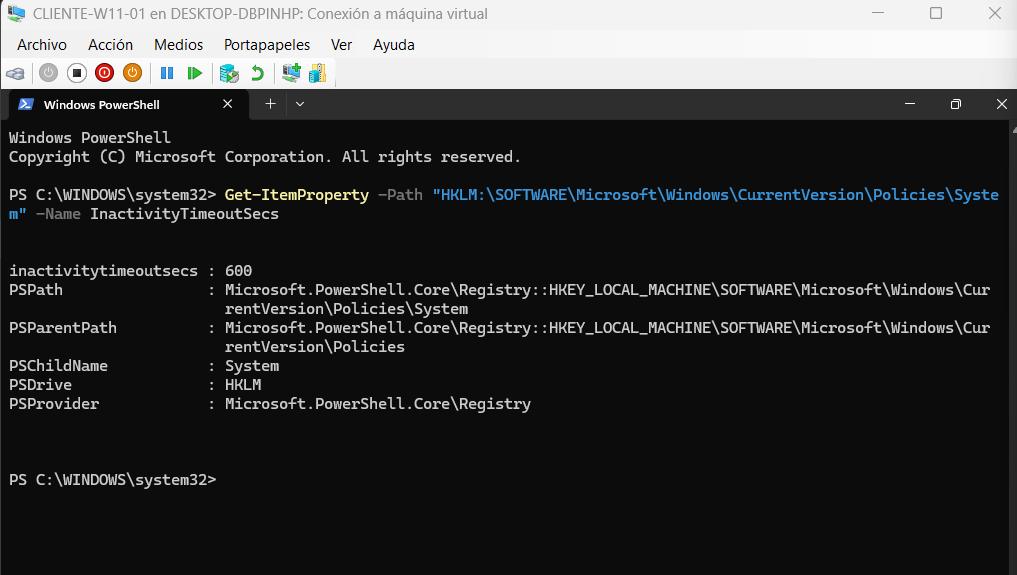 CLIENTE-W11-01 en DESKTOP-DBPINHP: Conexión a máquina virtual
Archivo Acción Medios Portapapeles Ver Ayuda
Windows PowerShell
Windows PowerShell
Copyright (C) Microsoft Corporation. All rights reserved.
PS C:\WINDOWS\system32> Get-ItemProperty -Path "HKLM:\SOFTWARE\Microsoft\Windows\CurrentVersion\Policies\Syste
m" -Name InactivityTimeoutSecs
inactivitytimeoutsecs : 600
PSPath : Microsoft.PowerShell.Core\Registry::HKEY_LOCAL_MACHINE\SOFTWARE\Microsoft\Windows\Cur
rentVersion\Policies\System
PSParentPath : Microsoft.PowerShell.Core\Registry::HKEY_LOCAL_MACHINE\SOFTWARE\Microsoft\Windows\Cur
rentVersion\Policies
PSChildName : System
PSDrive : HKLM
PSProvider : Microsoft.PowerShell.Core\Registry
PS C:\WINDOWS\system32>